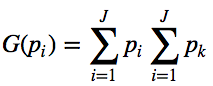 G(p_i) = \sum_{i=1}^{J} p_i \sum_{i=1}^{J} p_k